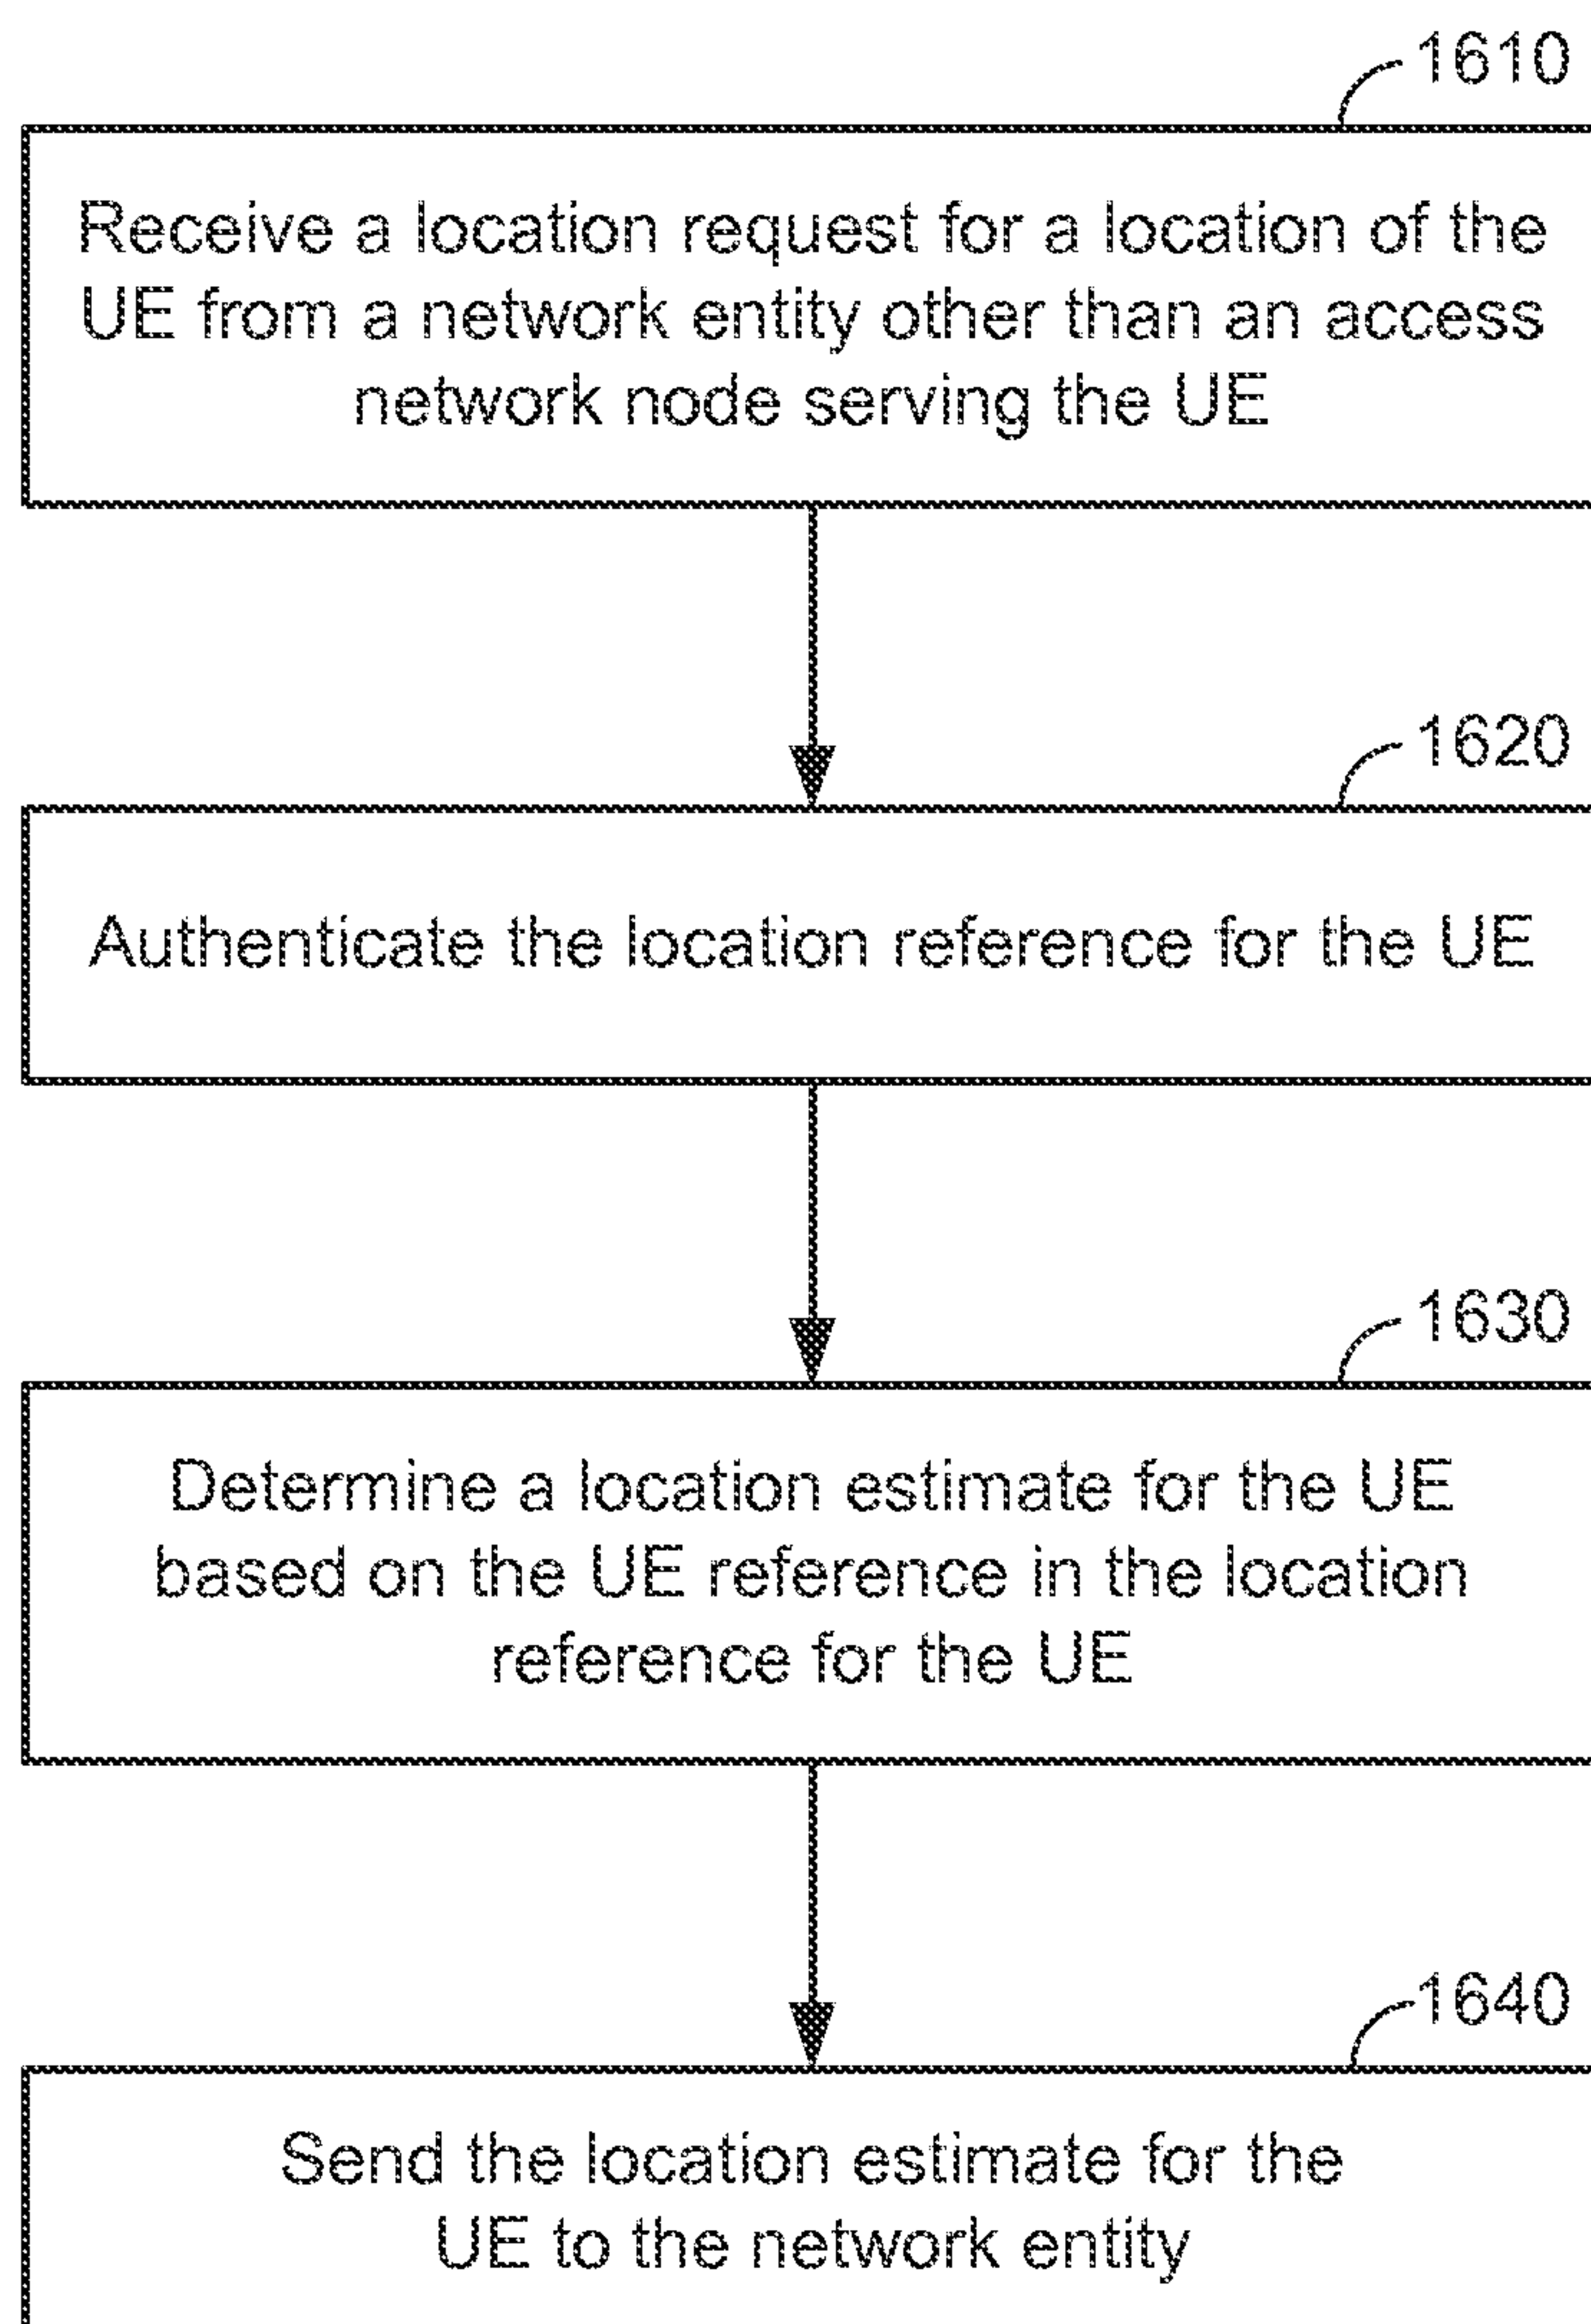 1610
Receive a location request for a location of the
UE from a network entity other than an access
network node serving the UE
1620
Authenticate the location reference for the UE
1630
Determine a location estimate for the UE
based on the UE reference in the location
reference for the UE
1640
Send the location estimate for the
UE to the network entity